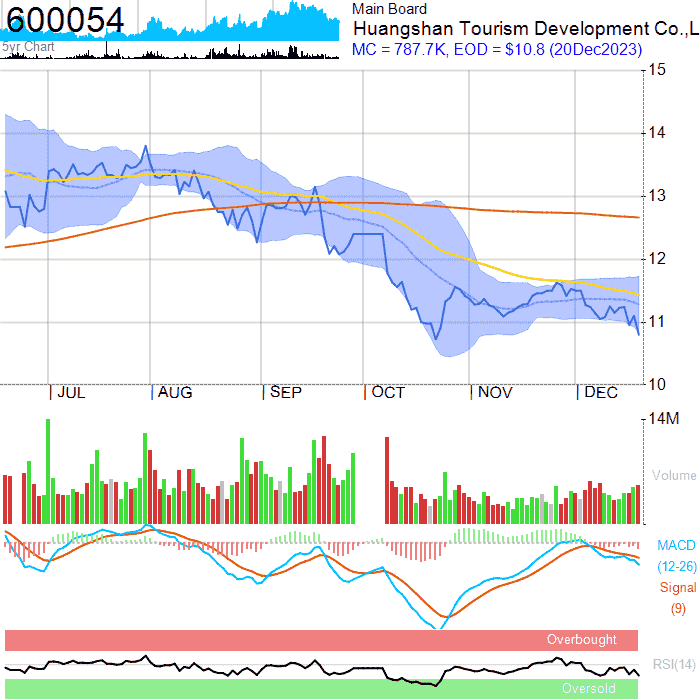 600054
5yr Chart
Main Board
Huangshan Tourism Development Co.,L
MC = 787.7K, EOD = $10.8 (20Dec2023)
15
14
13
12
11
10
JUL
AUG
SEP
OCT
NOV
DEC
14M
Volume
MACD
(12-26)
Signal
(9)
Overbought
RSI(14)
Oversold